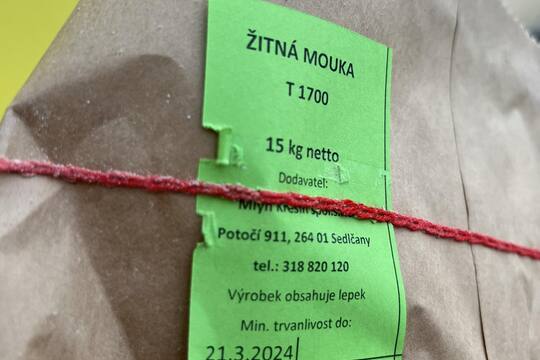 ŽITNÁ MOUKA
T 1700
15 kg netto
Dodavatel:
Mlýn
Potočí 911, 264 01 Sedlčany
tel.: 318 820 120
Výrobek obsahuje lepek
Min. trvanlivost do:
21.3.2024